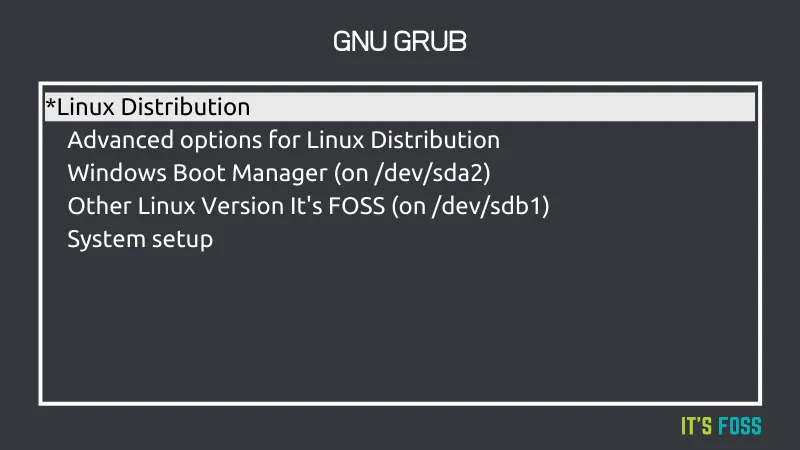 GNU GRUB
*Linux Distribution
Advanced options for Linux Distribution
Windows Boot Manager (on /dev/sda2)
Other Linux Version It's FOSS (on /dev/sdb1)
System setup
IT'S FOSS